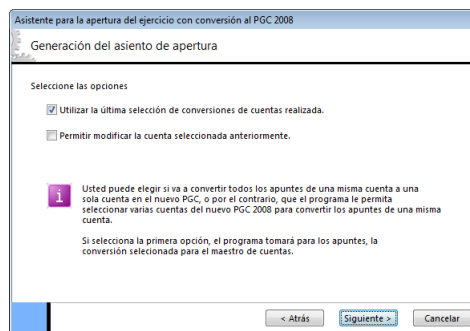 Asistente para la apertura del ejercicio con conversión al PGC 2008
Generación del asiento de apertura
Seleccione las opciones
Utilizar la última selección de conversiones de cuentas realizada.
Permitir modificar la cuenta seleccionada anteriormente.
Usted puede elegir si va a convertir todos los apuntes de una misma cuenta a una
sola cuenta en el nuevo PGC, o por el contrario, que el programa le permita
seleccionar varias cuentas del nuevo PGC 2008 para convertir los apuntes de una misma
cuenta.
Si selecciona la primera opción, el programa tomará para los apuntes, la
conversión seleccionada para el maestro de cuentas.
< Atrás
Siguiente >
Cancelar